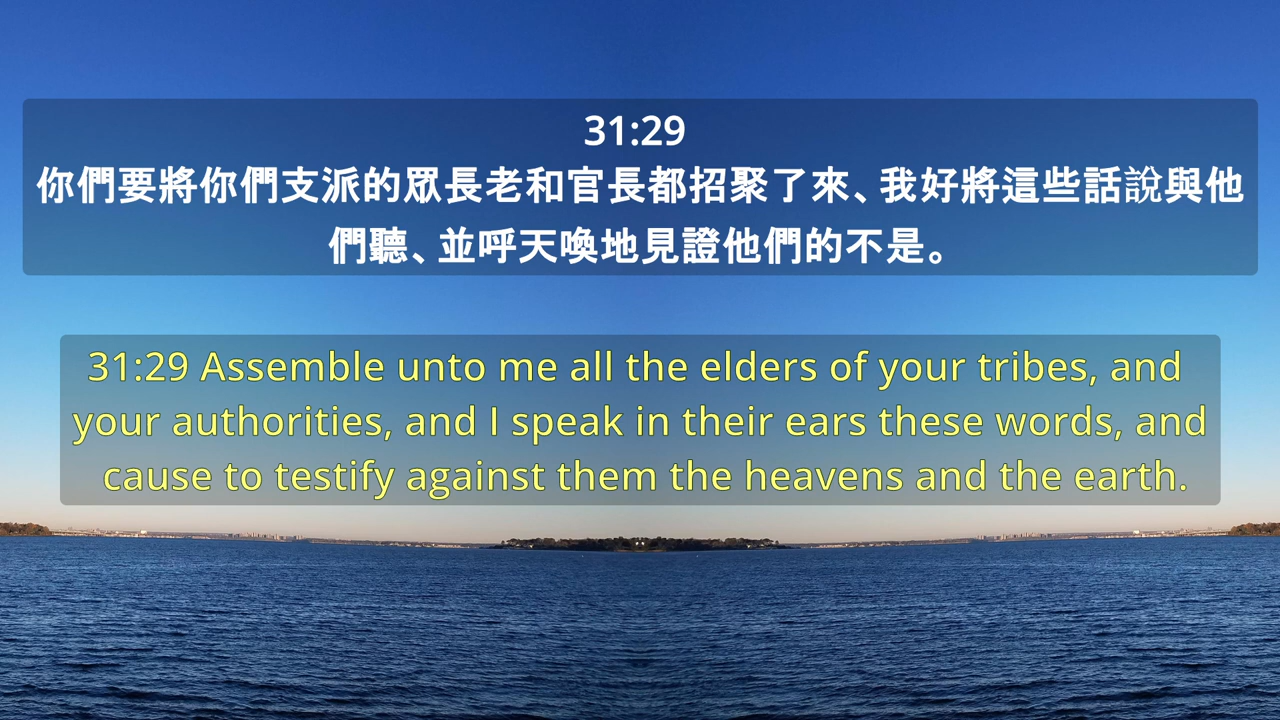 31:29
你們要將你們支派的眾長老和官長都招聚了來、我好將這些話說與他
們聽、並呼天喚地見證他們的不是。
31:29 Assemble unto me all the elders of your tribes, and
your authorities, and I speak in their ears these words, and
cause to testify against them the heavens and the earth.